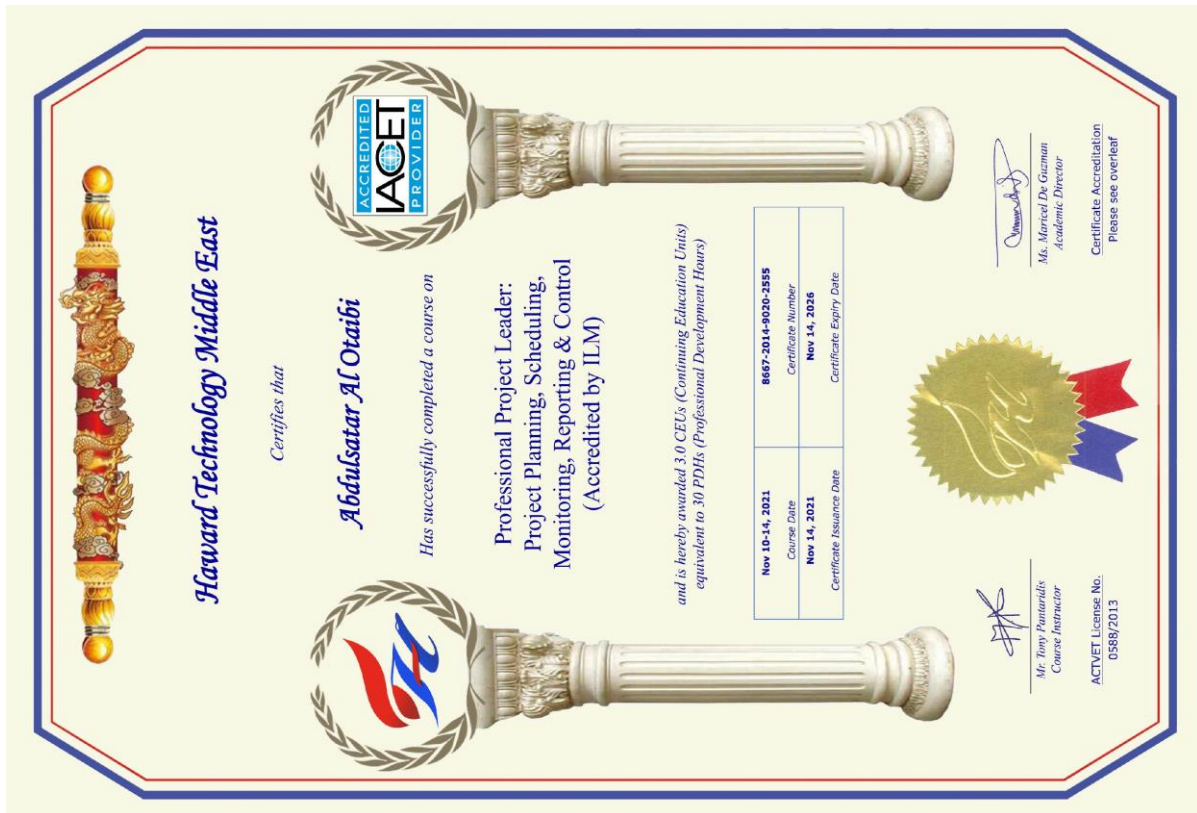 Haward Technology Middle East
Certifies that
ACCREDITED
IACET
PROVIDER
Abdulsatar Al Otaibi
Has successfully completed a course on
Professional Project Leader:
Project Planning, Scheduling,
Monitoring, Reporting & Control
(Accredited by ILM)
and is hereby awarded 3.0 CEUs (Continuing Education Units)
equivalent to 30 PDHs (Professional Development Hours)
Nov 10-14, 2021
Course Date
8667-2014-9020-2555
Certificate Number
Nov 14, 2021
Certificate Issuance Date
Nov 14, 2026
Certificate Expiry Date
Mr. Tony Puntaridis
Course Instructor
ACTVET License No.
0588/2013
Ms. Maricel De Guzman
Academic Director
Certificate Accreditation
Please see overleaf